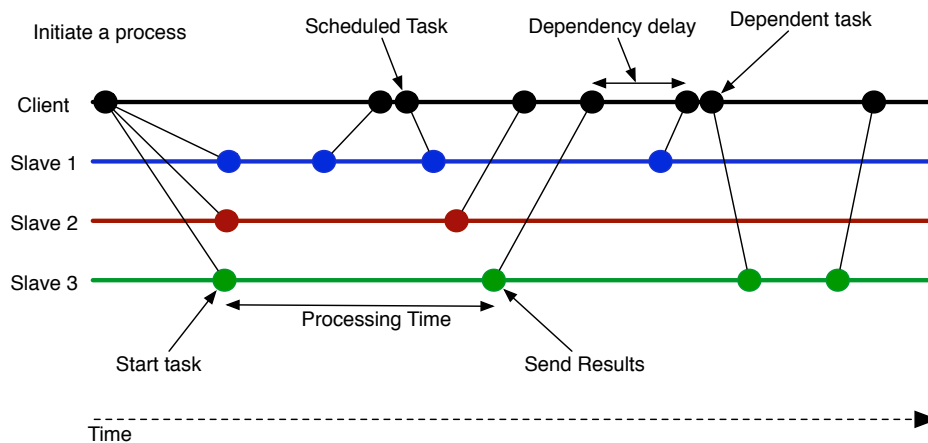 Initiate a process
Scheduled Task
Dependency delay
Dependent task
Client
Slave 1
Slave 2
Slave 3
Processing Time
Start task
Send Results
Time